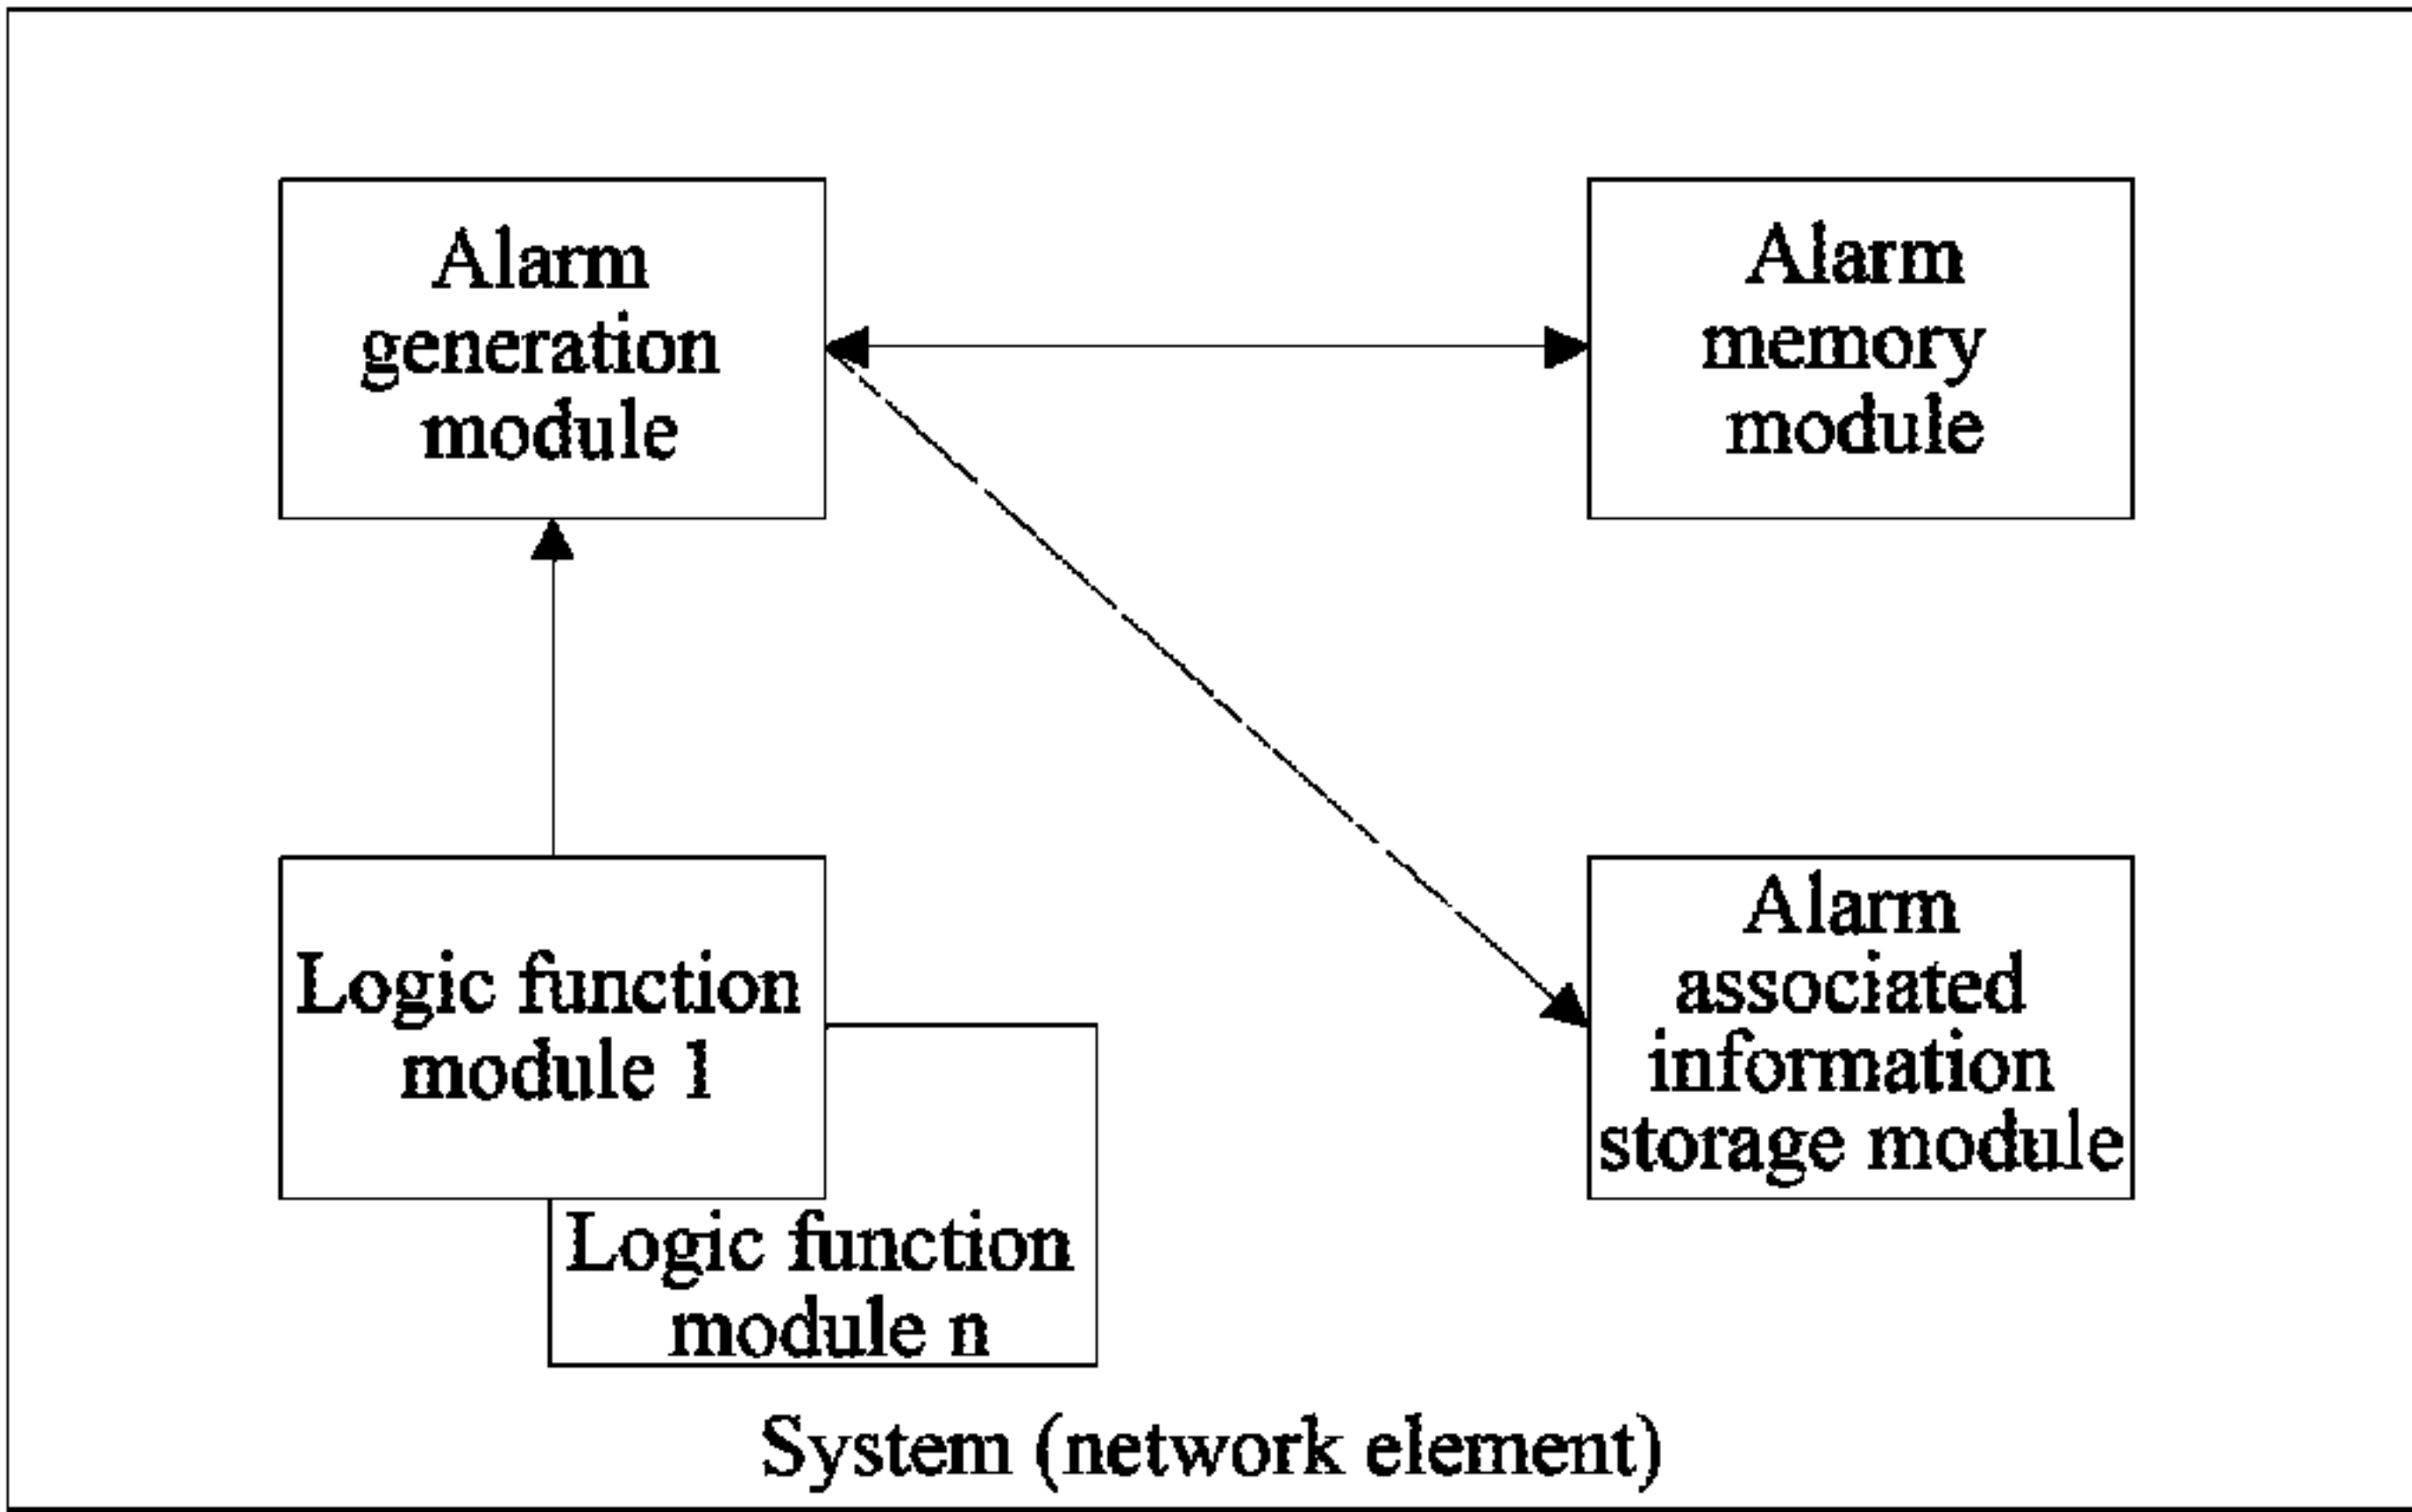 Alarm
generation
module
Alarm
memory
module
Logic function
module 1
Logic function
module n
Alarm
associated
information
storage module
System (network element)